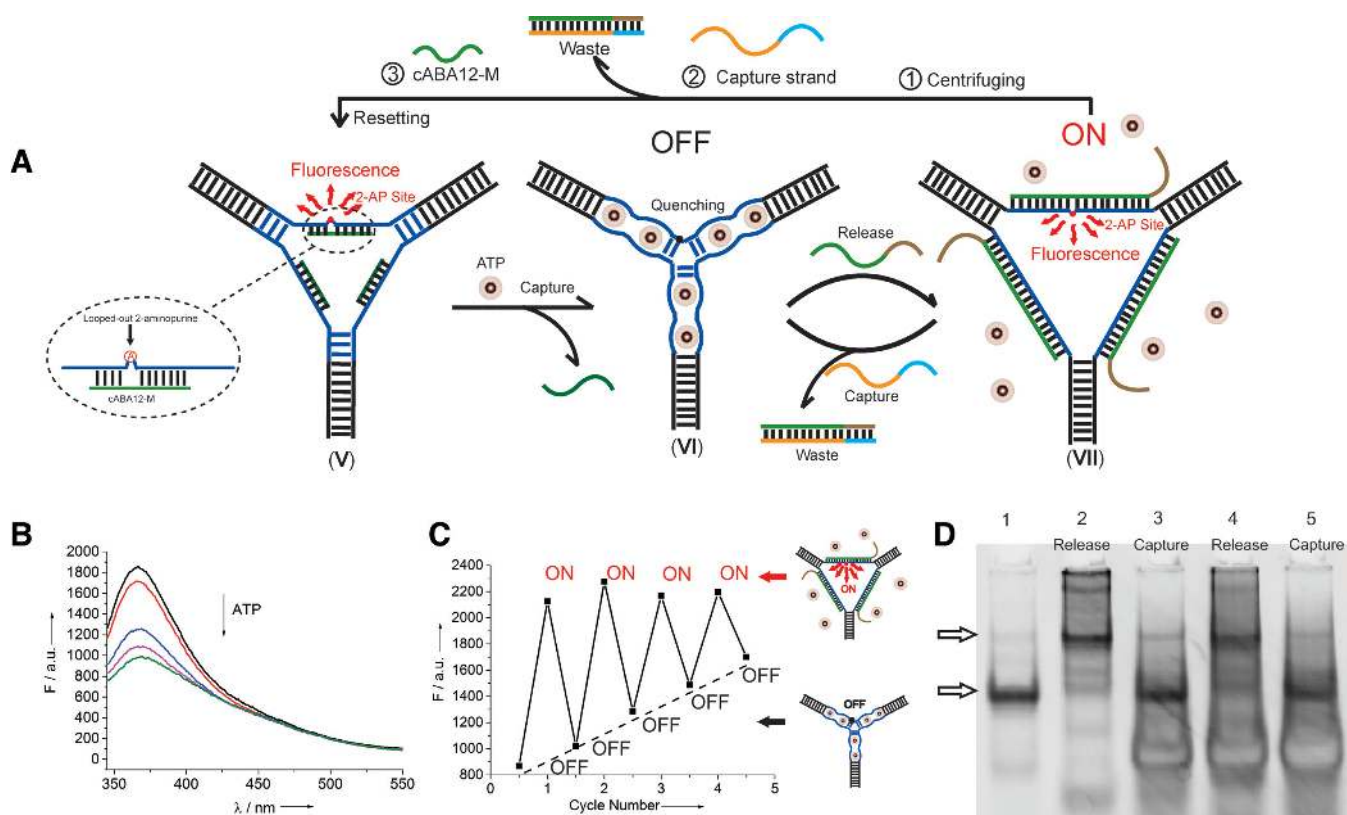 Waste
③ cABA12-M
② Capture strand
① Centrifuging
Resetting
OFF
ON
A
Fluorescence
2-AP Site
Quenching
Release
2-AP Site
Fluorescence
ATP
Capture
Looped-out 2-aminopurine
A
cABA12-M
Capture
Waste
(V)
(VI)
(VII)
B
2000
1800
1600
1400
1200
1000
800
600
400
200
0
F / a.u.
ATP
350
400
450
500
550
λ / nm
C
2400
2200
2000
1800
1600
1400
1200
1000
800
F / a.u.
ON
ON
ON
ON
OFF
OFF
OFF
OFF
OFF
0
1
2
3
4
5
Cycle Number
ON
OFF
D
1
2
3
4
5
Release
Capture
Release
Capture